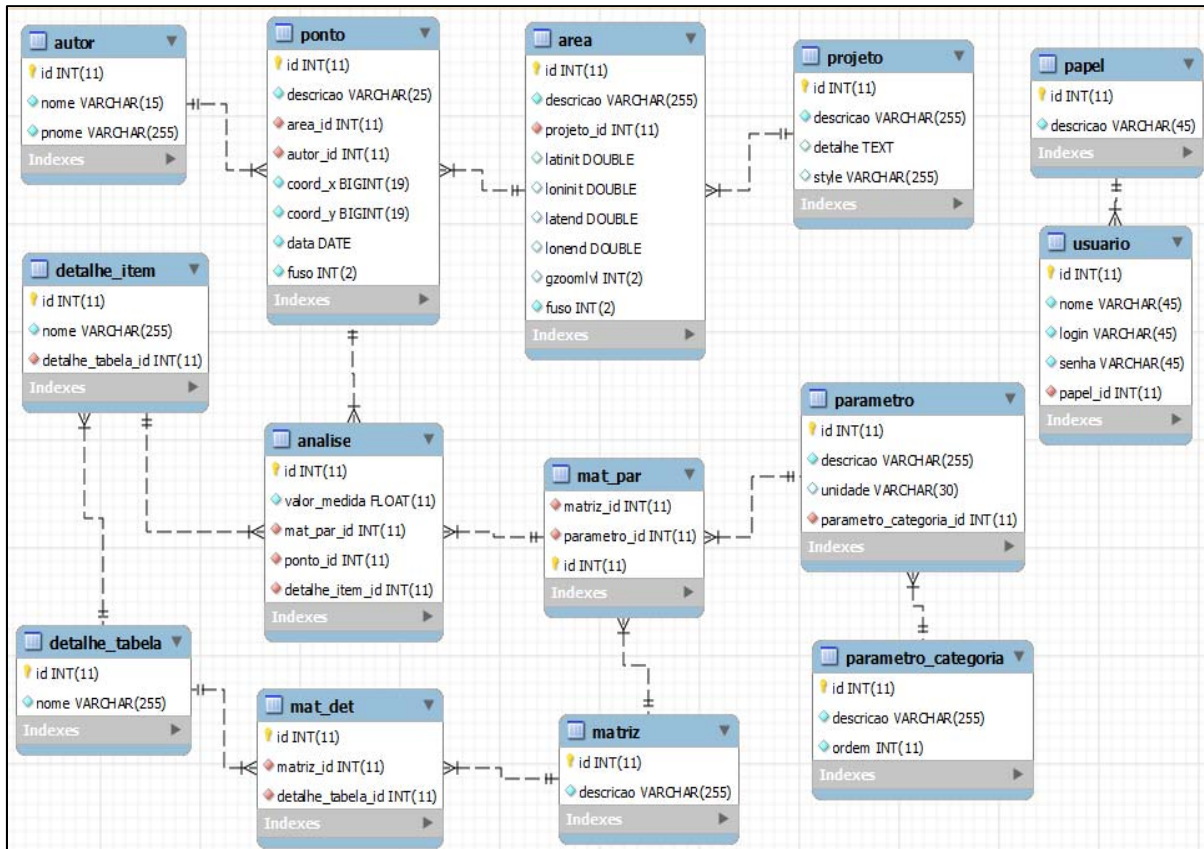 autor
id INT(11)
nome VARCHAR(15)
pnome VARCHAR(255)
Indexes
ponto
id INT(11)
descricao VARCHAR(25)
area_id INT(11)
autor_id INT(11)
coord_x BIGINT(19)
coord_y BIGINT(19)
data DATE
fuso INT(2)
Indexes
area
id INT(11)
descricao VARCHAR(255)
projeto_id INT(11)
latinit DOUBLE
loninit DOUBLE
latend DOUBLE
lonend DOUBLE
gzoomlvl INT(2)
fuso INT(2)
Indexes
projeto
id INT(11)
descricao VARCHAR(255)
detalhe TEXT
style VARCHAR(255)
Indexes
papel
id INT(11)
descricao VARCHAR(45)
Indexes
usuario
id INT(11)
nome VARCHAR(45)
login VARCHAR(45)
senha VARCHAR(45)
papel_id INT(11)
Indexes
detalhe_item
id INT(11)
nome VARCHAR(255)
detalhe_tabela_id INT(11)
Indexes
analise
id INT(11)
valor_medida FLOAT(11)
mat_par_id INT(11)
ponto_id INT(11)
detalhe_item_id INT(11)
Indexes
mat_par
matriz_id INT(11)
parametro_id INT(11)
id INT(11)
Indexes
parametro
id INT(11)
descricao VARCHAR(255)
unidade VARCHAR(30)
parametro_categoria_id INT(11)
Indexes
detalhe_tabela
id INT(11)
nome VARCHAR(255)
Indexes
mat_det
id INT(11)
matriz_id INT(11)
detalhe_tabela_id INT(11)
Indexes
matriz
id INT(11)
descricao VARCHAR(255)
Indexes
parametro_categoria
id INT(11)
descricao VARCHAR(255)
ordem INT(11)
Indexes